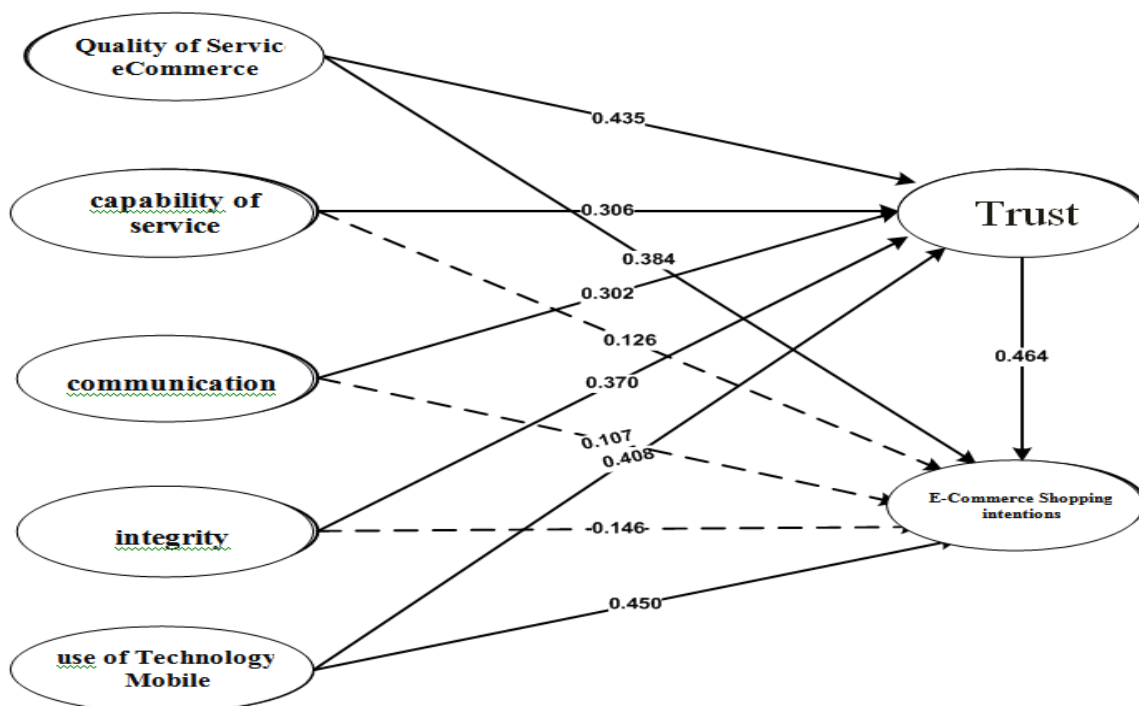 Quality of Servic
eCommerce
0.435
capability of
service
0.306
Trust
0.384
0.302
0.126
0.464
communication
0.370
0.107
0.408
E-Commerce Shopping
intentions
integrity
-0.146
0.450
use of Technology
Mobile